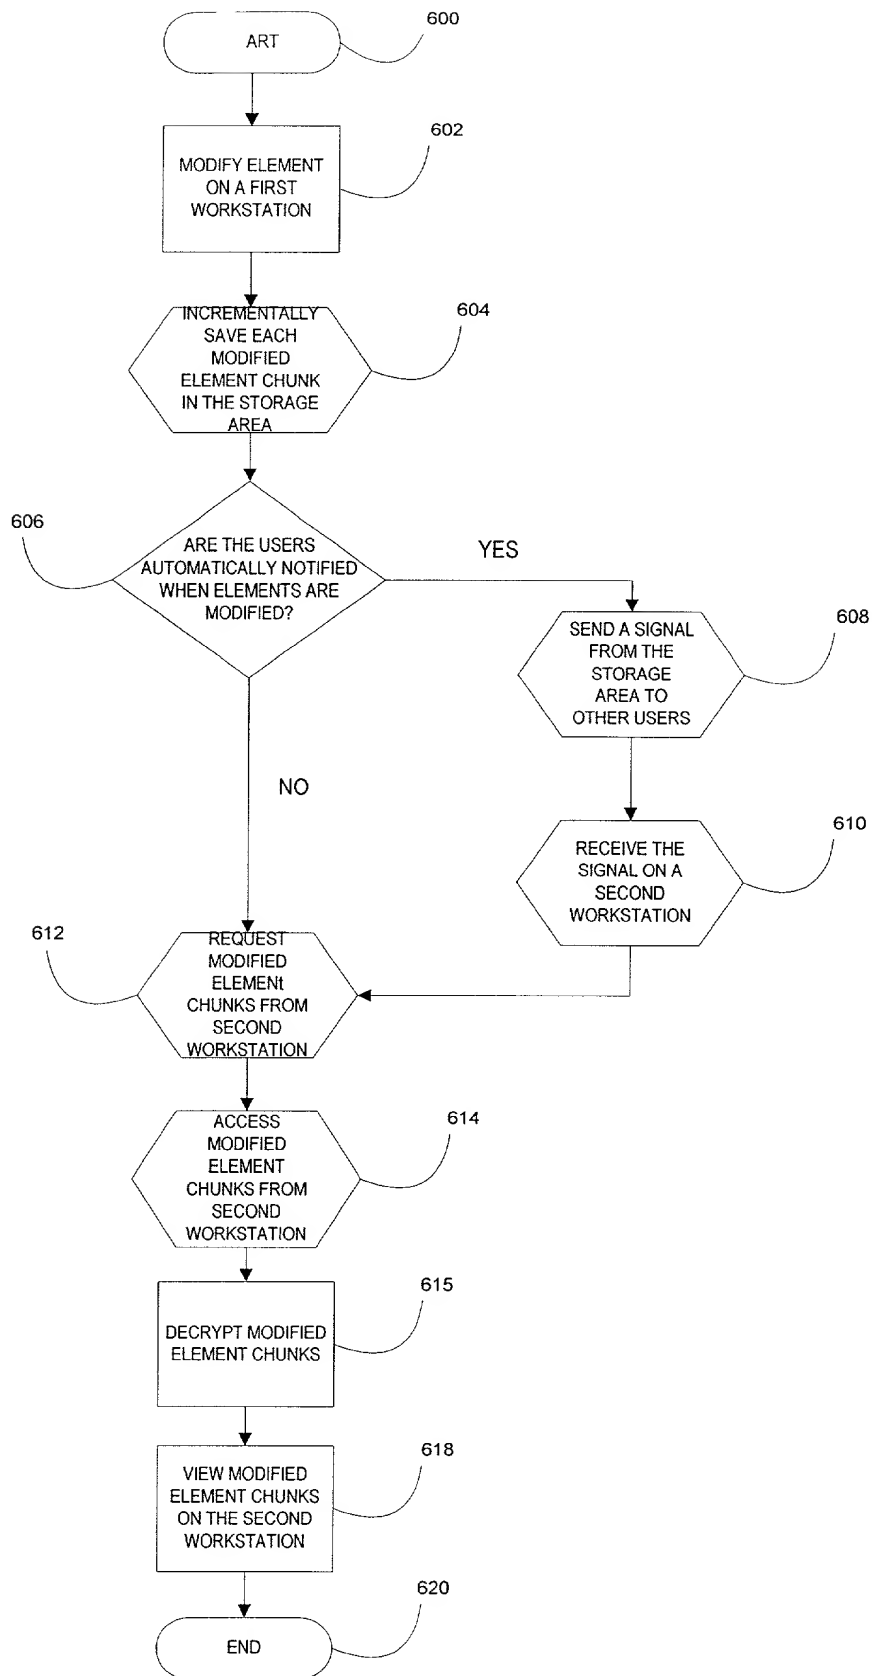 600
ART
602
MODIFY ELEMENT
ON A FIRST
WORKSTATION
604
INCREMENTALLY
SAVE EACH
MODIFIED
ELEMENT CHUNK
IN THE STORAGE
AREA
606
ARE THE USERS
AUTOMATICALLY NOTIFIED
WHEN ELEMENTS ARE
MODIFIED?
YES
608
SEND A SIGNAL
FROM THE
STORAGE
AREA TO
OTHER USERS
NO
610
RECEIVE THE
SIGNAL ON A
SECOND
WORKSTATION
612
REQUEST
MODIFIED
ELEMENt
CHUNKS FROM
SECOND
WORKSTATION
614
ACCESS
MODIFIED
ELEMENT
CHUNKS FROM
SECOND
WORKSTATION
615
DECRYPT MODIFIED
ELEMENT CHUNKS
618
VIEW MODIFIED
ELEMENT CHUNKS
ON THE SECOND
WORKSTATION
620
END